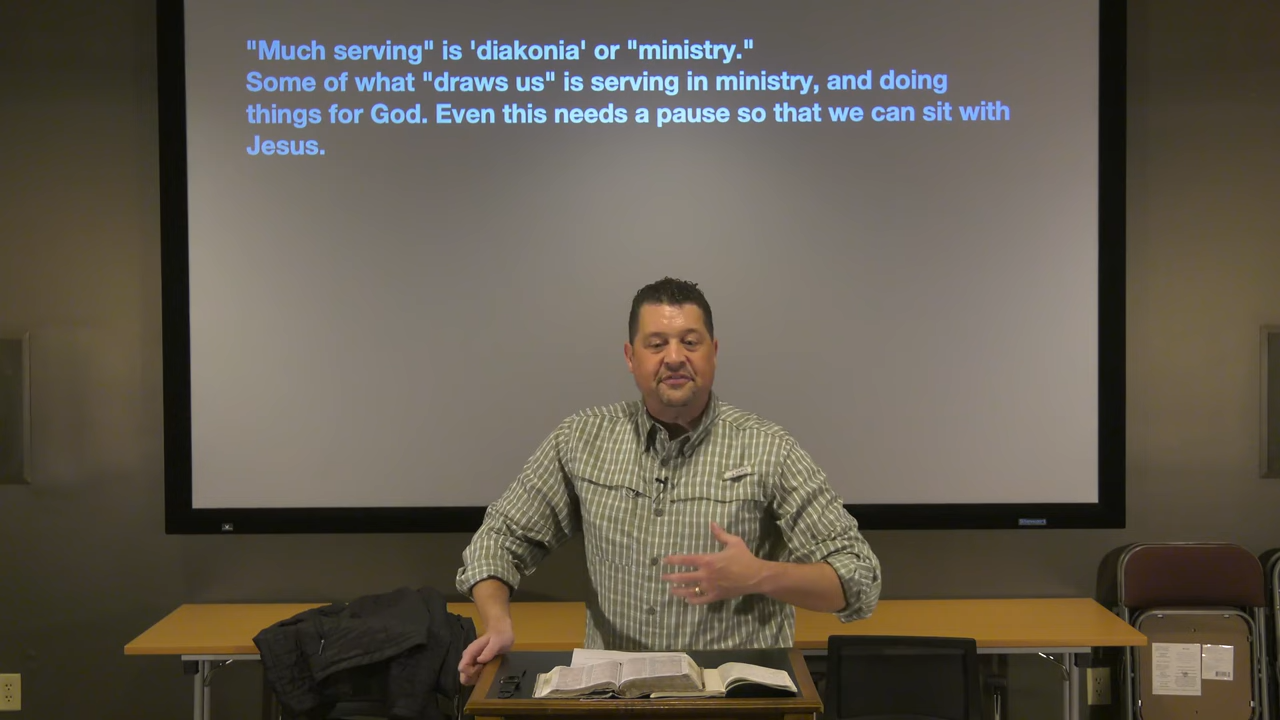 "Much serving" is 'diakonia' or "ministry."
Some of what "draws us" is serving in ministry, and doing
things for God. Even this needs a pause so that we can sit with
Jesus.